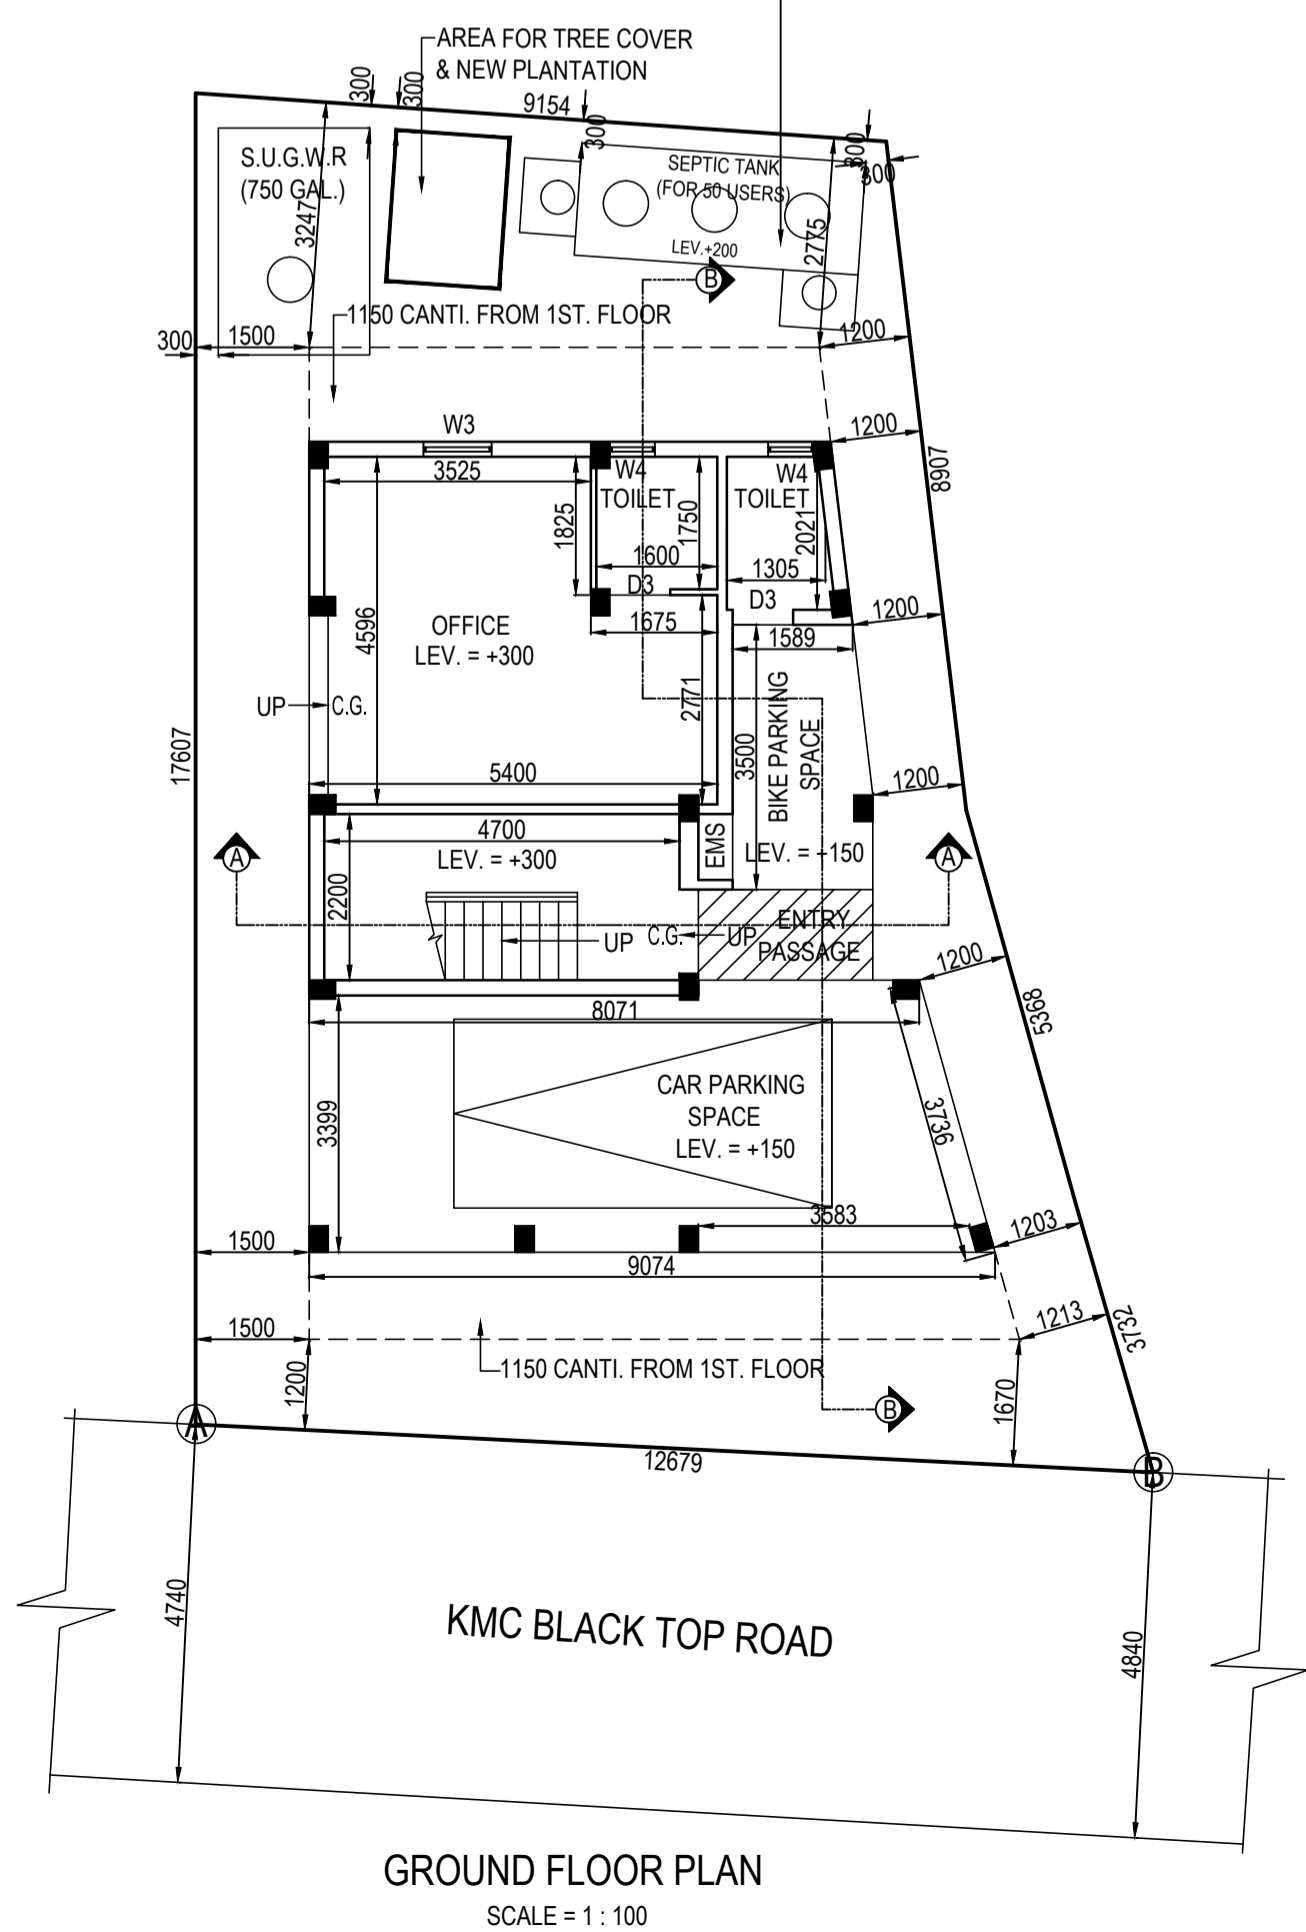 AREA FOR TREE COVER
& NEW PLANTATION
300
300
9154
300
300
300
S.U.G.W.R
(750 GAL.)
3247
SEPTIC TANK
(FOR 50 USERS)
LEV.+200
2775
B
1150 CANTI. FROM 1ST. FLOOR
300
1500
1200
W3
1200
8907
3525
W4
TOILET
W4
TOILET
1825
1750
2021
1600
1305
D3
D3
1200
4596
OFFICE
LEV. = +300
1675
1589
UP
C.G.
2771
BIKE PARKING
SPACE
17607
3500
5400
1200
4700
LEV. = +300
EMS
LEV. = +150
A
A
2200
UP
C.G.
UP
ENTRY
PASSAGE
1200
8071
5368
CAR PARKING
SPACE
LEV. = +150
3399
3736
3583
1500
1203
9074
1500
1213
3732
1200
1150 CANTI. FROM 1ST. FLOOR
1670
B
A
12679
B
4740
KMC BLACK TOP ROAD
4840
GROUND FLOOR PLAN
SCALE = 1 : 100